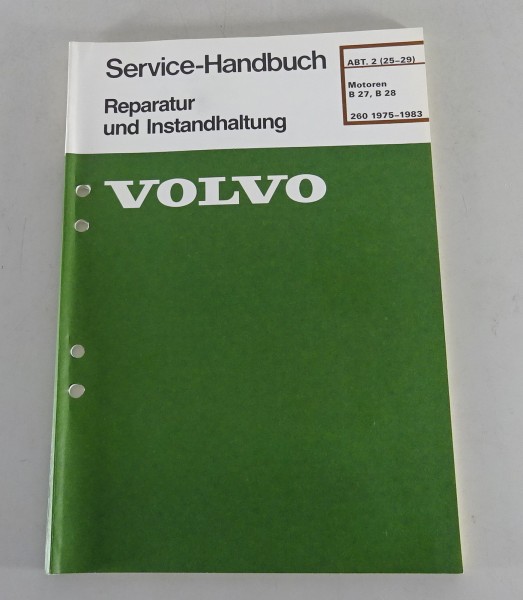 Service-Handbuch
Reparatur
und Instandhaltung
ABT. 2 (25–29)
Motoren
B 27, B 28
260 1975–1983
VOLVO